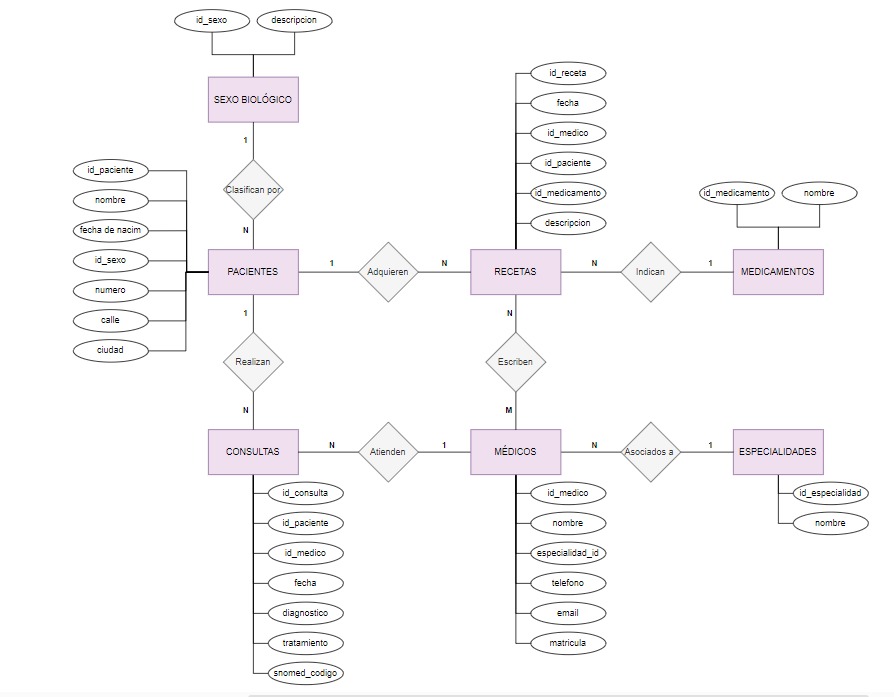 id_sexo
descripcion
SEXO BIOLÓGICO
1
Clasifican por
N
id_paciente
nombre
fecha de nacim
id_sexo
numero
calle
ciudad
PACIENTES
1
Adquieren
N
id_receta
fecha
id_medico
id_paciente
id_medicamento
descripcion
RECETAS
N
Indican
1
id_medicamento
nombre
MEDICAMENTOS
1
Realizan
N
N
Escriben
M
CONSULTAS
N
Atienden
1
MÉDICOS
N
Asociados a
1
ESPECIALIDADES
id_consulta
id_paciente
id_medico
fecha
diagnostico
tratamiento
snomed_codigo
id_medico
nombre
especialidad_id
telefono
email
matricula
id_especialidad
nombre